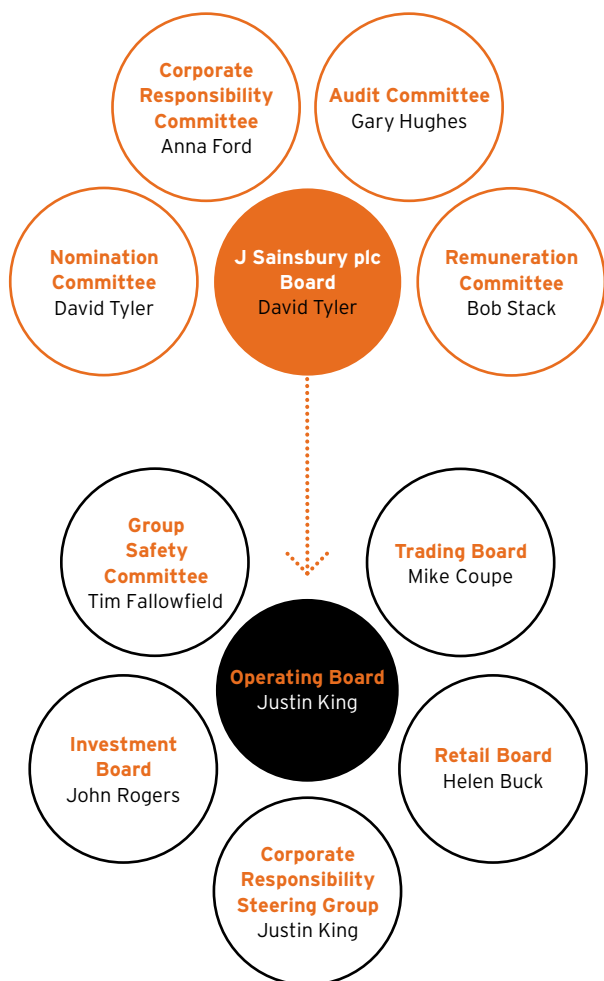 Corporate
Responsibility
Committee
Anna Ford
Audit Committee
Gary Hughes
Nomination
Committee
David Tyler
J Sainsbury plc
Board
David Tyler
Remuneration
Committee
Bob Stack
Group
Safety
Committee
Tim Fallowfield
Trading Board
Mike Coupe
Operating Board
Justin King
Investment
Board
John Rogers
Retail Board
Helen Buck
Corporate
Responsibility
Steering Group
Justin King